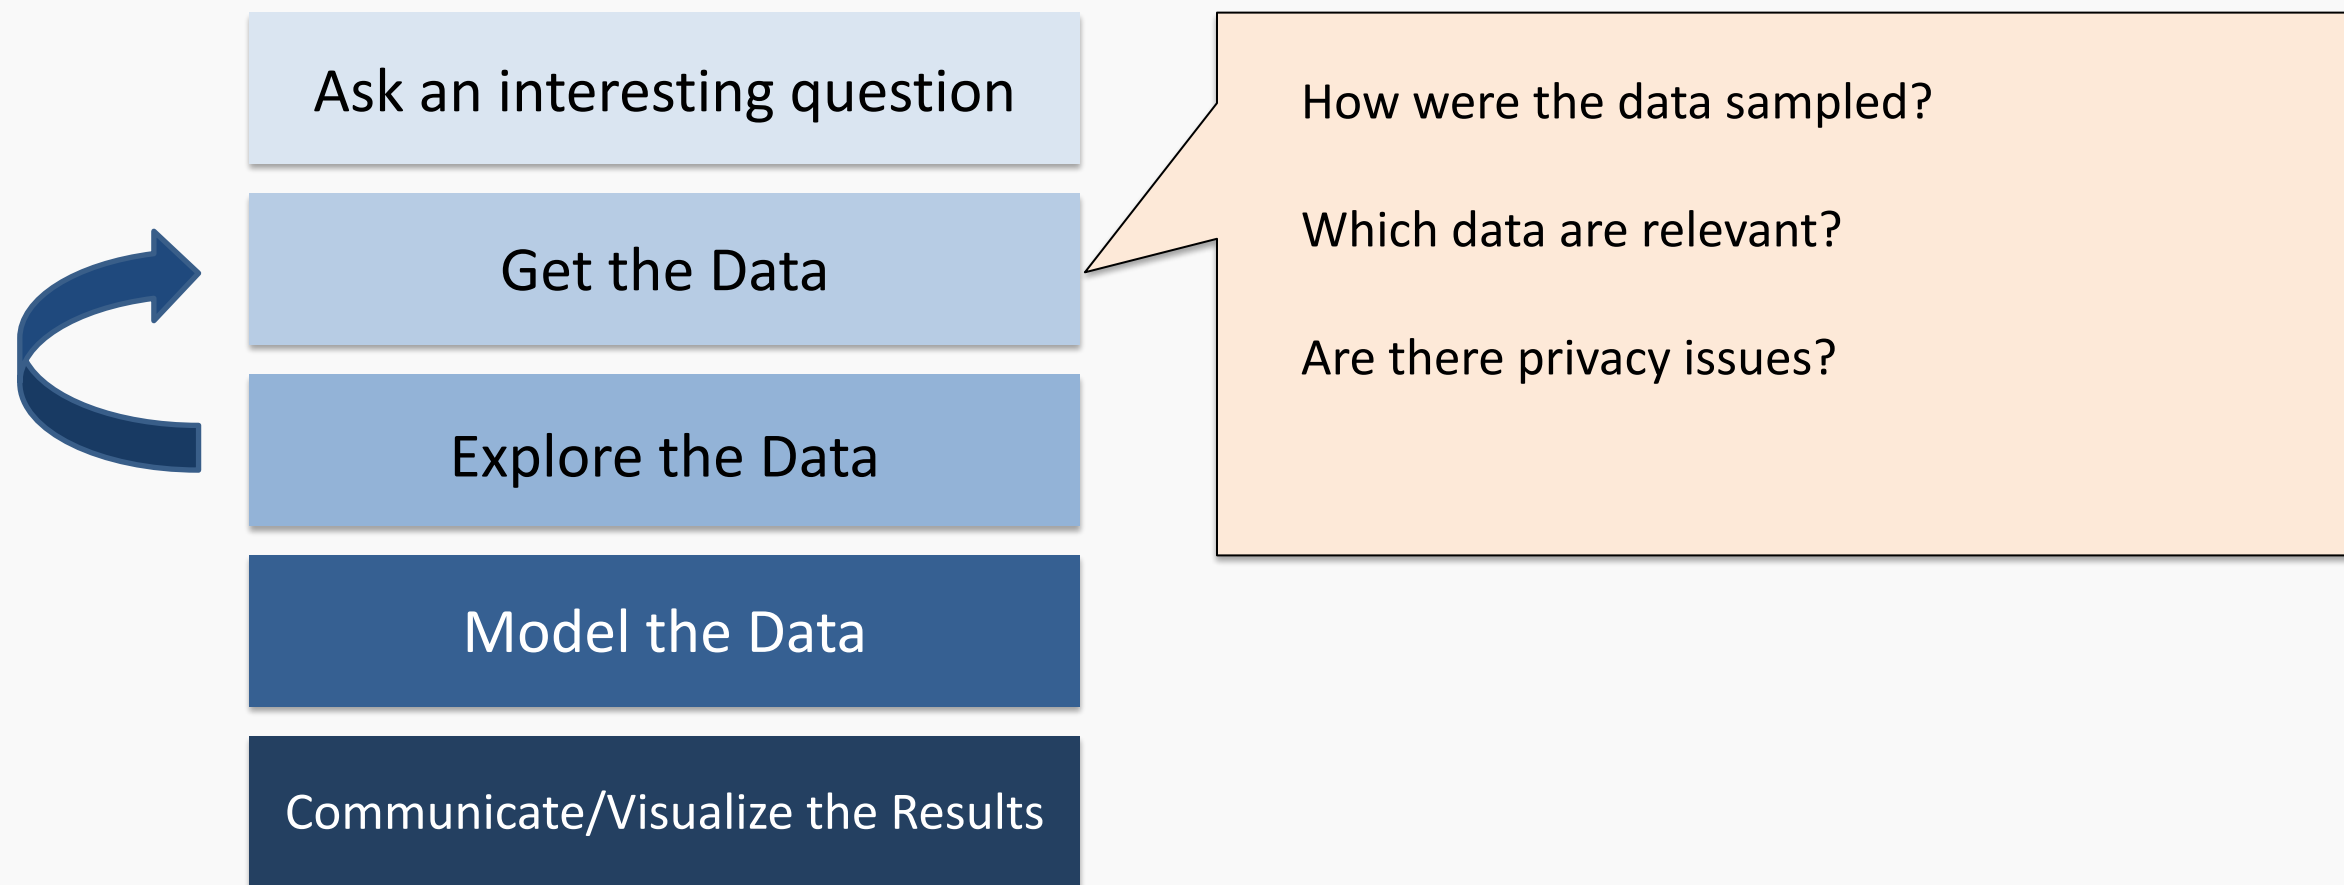 Ask an interesting question
Get the Data
Explore the Data
Model the Data
Communicate/Visualize the Results
How were the data sampled?
Which data are relevant?
Are there privacy issues?